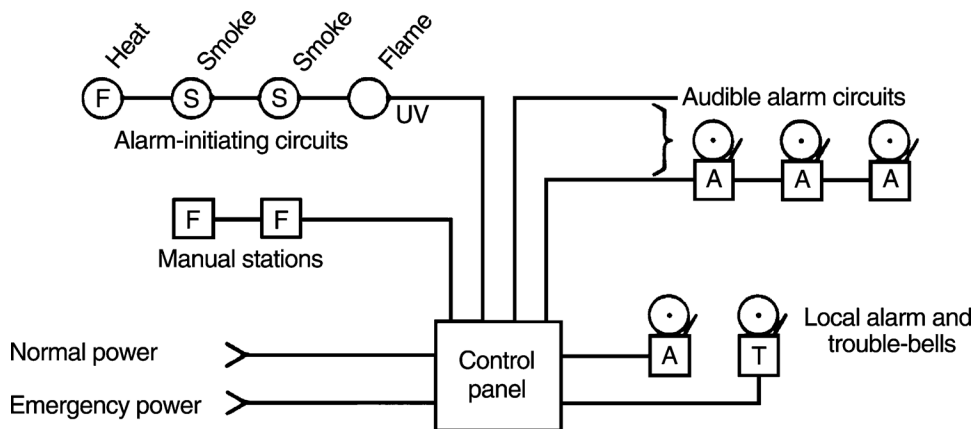 Heat
Smoke
Smoke
Flame
F
S
S
UV
Alarm-initiating circuits
Audible alarm circuits
A
A
A
F
F
Manual stations
Local alarm and
trouble-bells
A
T
Normal power
Control
panel
Emergency power